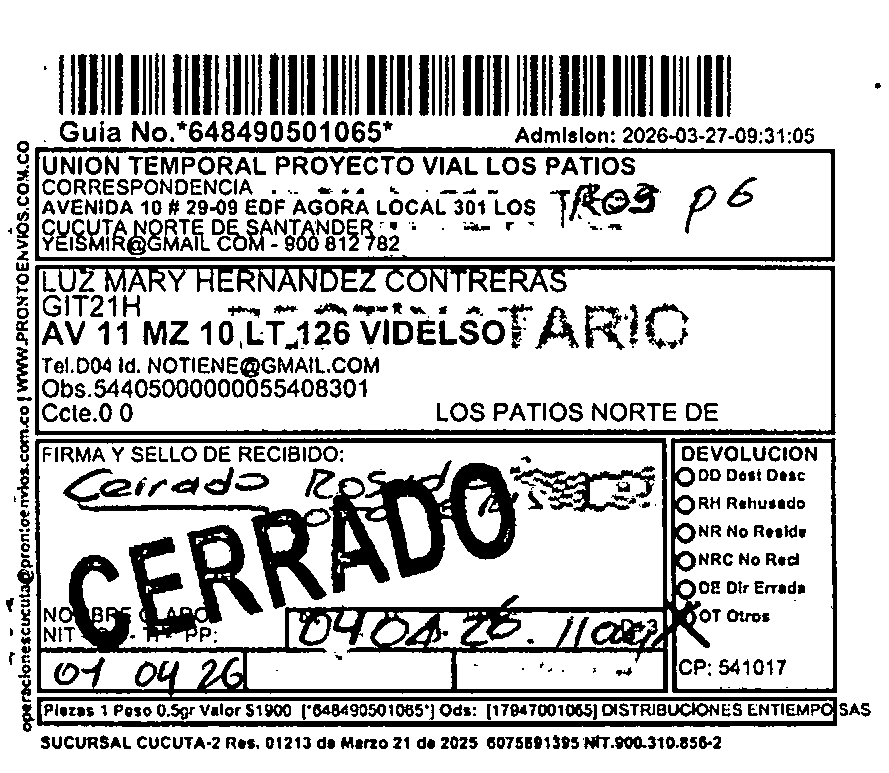 Guia No.*648490501065*
Admision: 2026-03-27-09:31:05
UNION TEMPORAL PROYECTO VIAL LOS PATIOS
CORRESPONDENCIA
AVENIDA 10 # 29-09 EDF AGORA LOCAL 301 LOS
CUCUTA NORTE DE SANTANDER
YEISMIR@GMAIL COM - 900 812 782
p 6
LUZ MARY HERNANDEZ CONTRERAS
GIT21H
AV 11 MZ 10 LT 126 VIDELSO
TARIO
Tel.D04 Id. NOTIENE@GMAIL.COM
Obs.54405000000055408301
Ccte.0 0
LOS PATIOS NORTE DE
FIRMA Y SELLO DE RECIBIDO:
Cerrado
CERRADO
04 04 26. 11
01 04 26
DEVOLUCION
DD Dest Desc
RH Rehusado
NR No Reside
NRC No Recl
DE Dir Errada
OT Otros
CP: 541017
Piezas 1 Peso 0.5gr Valor $1900 [*648490501065*] Ods: [17947001065] DISTRIBUCIONES ENTIEMPO SAS
SUCURSAL CUCUTA-2 Res. 01213 de Marzo 21 de 2025 6075891395 NIT.900.310.856-2
operacionescucuta@prontoenvios.com.co | WWW.PRONTOENVIOS.COM.CO